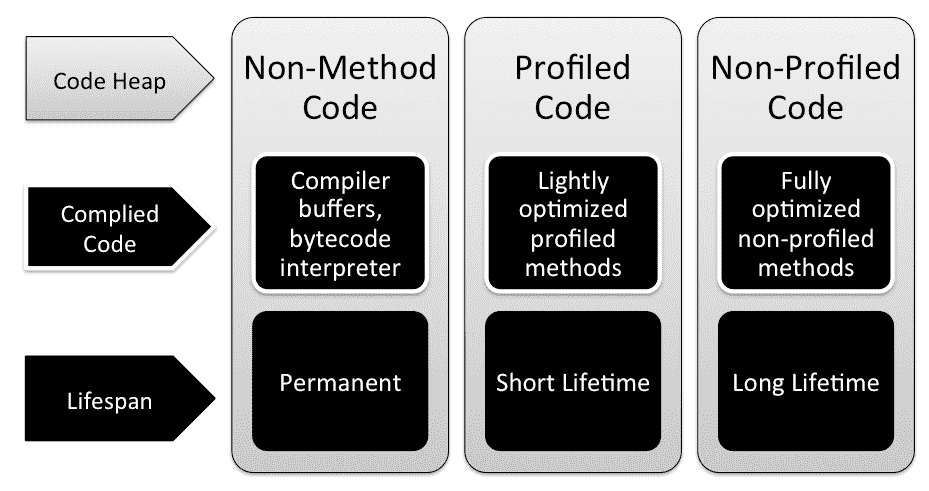 Code Heap
Non-Method
Code
Profiled
Code
Non-Profiled
Code
Complied
Code
Compiler
buffers,
bytecode
interpreter
Lightly
optimized
profiled
methods
Fully
optimized
non-profiled
methods
Lifespan
Permanent
Short Lifetime
Long Lifetime